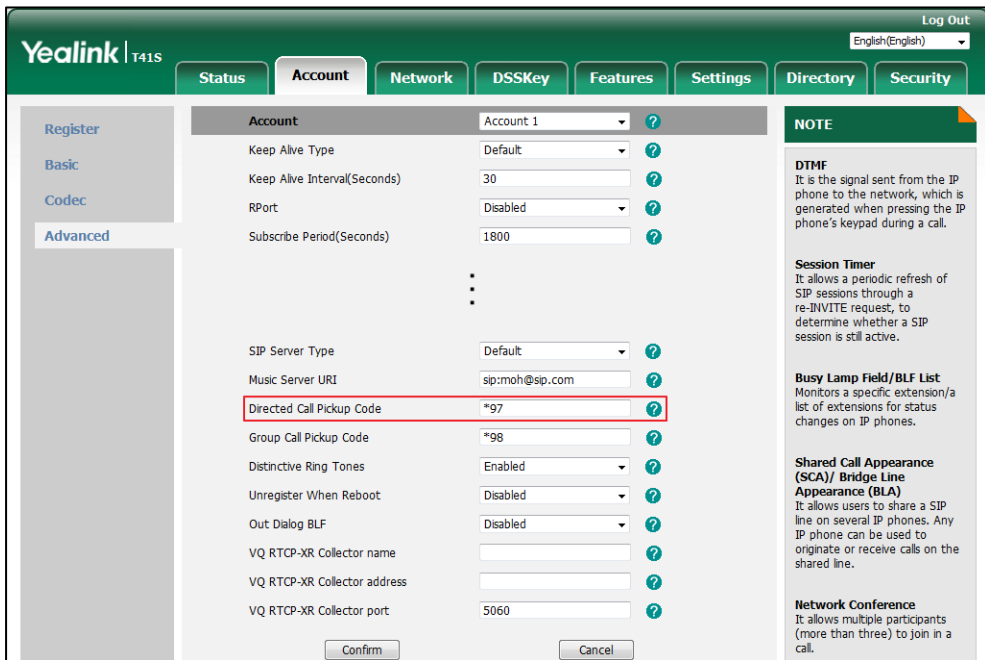 Log Out
Yealink | T41S
English(English)
Status Account Network DSSKey Features Settings Directory Security
Register
Basic
Codec
Advanced
Account Account 1 ?
Keep Alive Type Default ?
Keep Alive Interval(Seconds) 30 ?
RPort Disabled ?
Subscribe Period(Seconds) 1800 ?
SIP Server Type Default ?
Music Server URI sip:moh@sip.com ?
Directed Call Pickup Code *97 ?
Group Call Pickup Code *98 ?
Distinctive Ring Tones Enabled ?
Unregister When Reboot Disabled ?
Out Dialog BLF Disabled ?
VQ RTCP-XR Collector name ?
VQ RTCP-XR Collector address ?
VQ RTCP-XR Collector port 5060 ?
Confirm Cancel
NOTE
DTMF
It is the signal sent from the IP
phone to the network, which is
generated when pressing the IP
phone's keypad during a call.
Session Timer
It allows a periodic refresh of
SIP sessions through a
re-INVITE request, to
determine whether a SIP
session is still active.
Busy Lamp Field/BLF List
Monitors a specific extension/a
list of extensions for status
changes on IP phones.
Shared Call Appearance
(SCA)/ Bridge Line
Appearance (BLA)
It allows users to share a SIP
line on several IP phones. Any
IP phone can be used to
originate or receive calls on the
shared line.
Network Conference
It allows multiple participants
(more than three) to join in a
call.